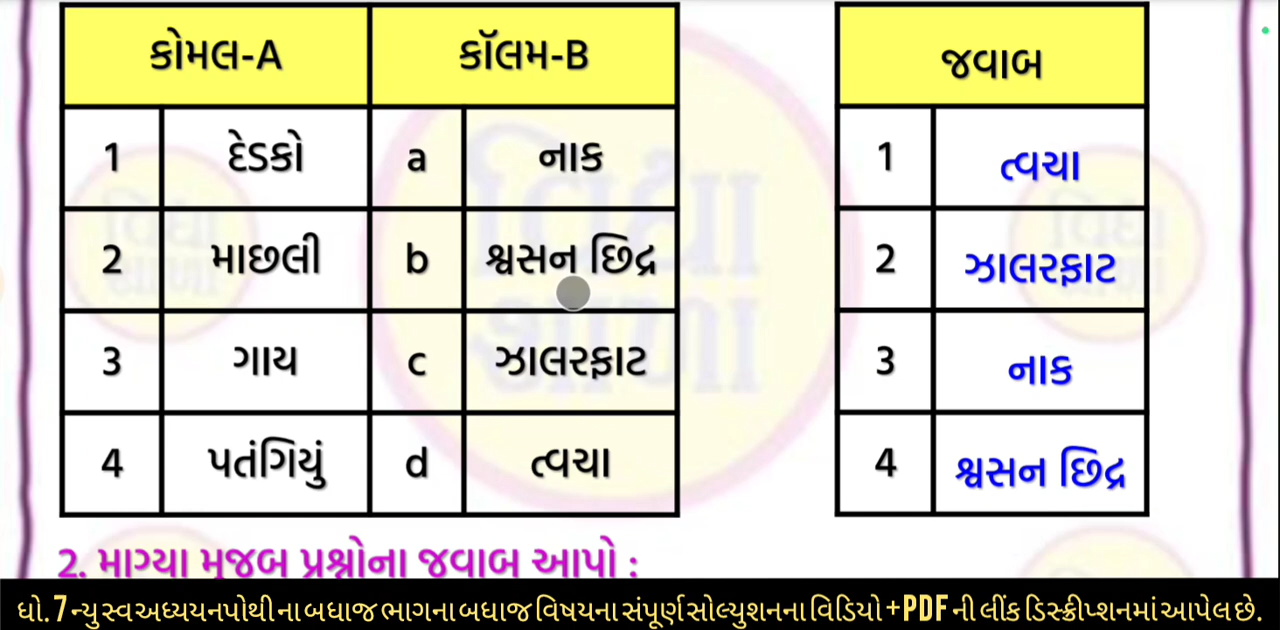 કોમલ-A કૉલમ-B જવાબ
1 દેડકો a નાક 1 ત્વચા
2 માછલી b શ્વસન છિદ્ર 2 ઝાલરફાટ
3 ગાય c ઝાલરફાટ 3 નાક
4 પતંગિયું d ત્વચા 4 શ્વસન છિદ્ર
2. માગ્યા મુજબ પ્રશ્નોના જવાબ આપો :
ધો. 7 ન્યુ સ્વ અધ્યયનપોથી ના બધાજ ભાગના બધાજ વિષયના સંપૂર્ણ સોલ્યુશનના વિડિયો + PDF ની લીંક ડિસ્ક્રીપ્શનમાં આપેલ છે.
વિદ્યા
શાળા